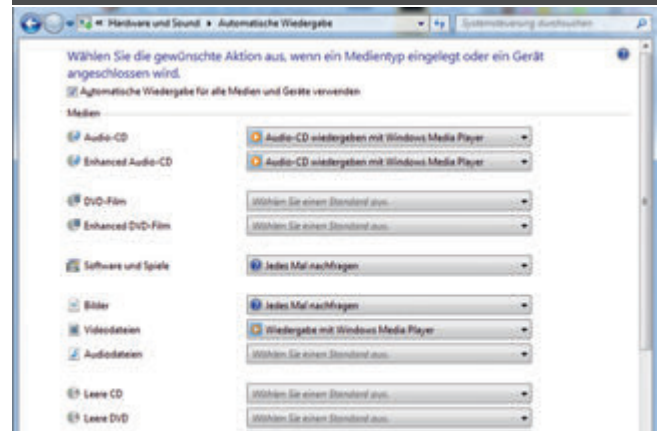 « Hardware und Sound ▸ Automatische Wiedergabe
Systemsteuerung durchsuchen
Wählen Sie die gewünschte Aktion aus, wenn ein Medientyp eingelegt oder ein Gerät
angeschlossen wird.
Automatische Wiedergabe für alle Medien und Geräte verwenden
Medien
Audio-CD Audio-CD wiedergeben mit Windows Media Player
Enhanced Audio-CD Audio-CD wiedergeben mit Windows Media Player
DVD-Film Wählen Sie einen Standard aus.
Enhanced DVD-Film Wählen Sie einen Standard aus.
Software und Spiele Jedes Mal nachfragen
Bilder Jedes Mal nachfragen
Videodateien Wiedergabe mit Windows Media Player
Audiodateien Wählen Sie einen Standard aus.
Leere CD Wählen Sie einen Standard aus.
Leere DVD Wählen Sie einen Standard aus.